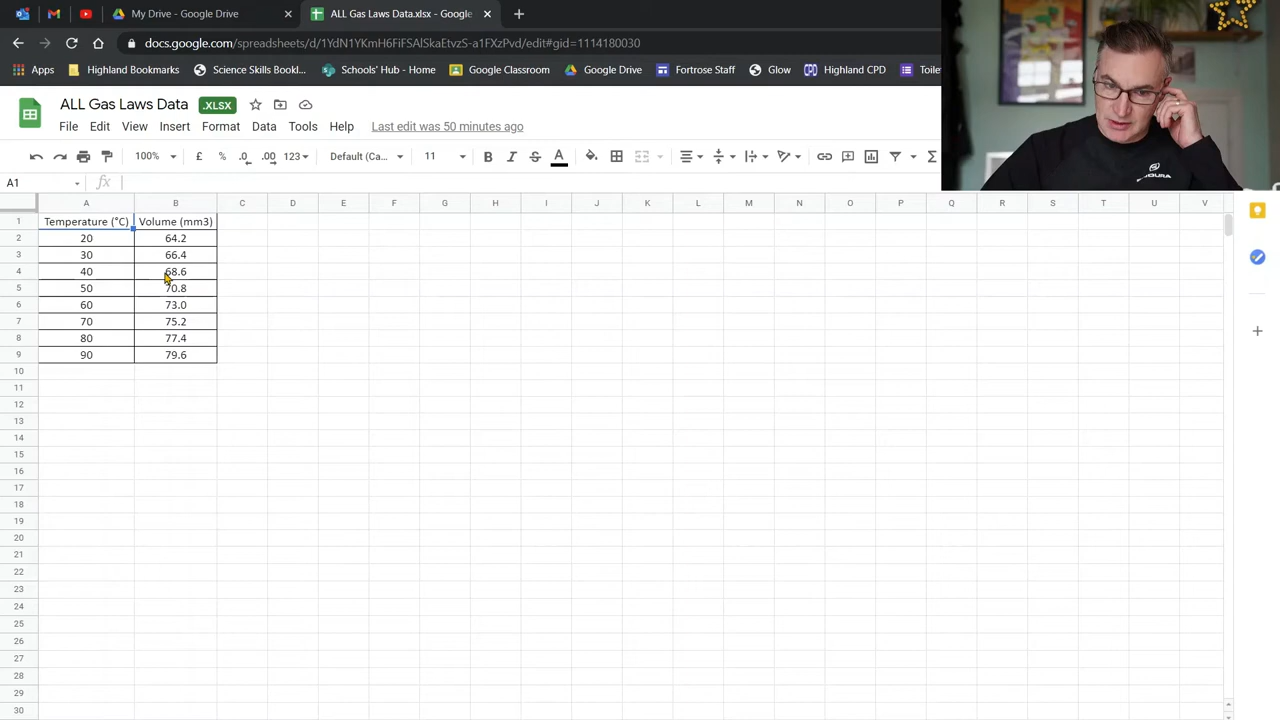 My Drive - Google Drive
ALL Gas Laws Data.xlsx - Google
docs.google.com/spreadsheets/d/1YdN1YKmH6FiFSAlSkaEtvzS-a1FXzPvd/edit#gid=1114180030
Apps Highland Bookmarks Science Skills Bookl... Schools' Hub - Home Google Classroom Google Drive Fortrose Staff Glow Highland CPD Toile
ALL Gas Laws Data .XLSX
File Edit View Insert Format Data Tools Help Last edit was 50 minutes ago
100% £ % .0 .00 123 Default (Ca... 11 B I S A Σ
A1 fx
A B C D E F G H I J K L M N O P Q R S T U V
1 Temperature (°C) Volume (mm3)
2 20 64.2
3 30 66.4
4 40 68.6
5 50 70.8
6 60 73.0
7 70 75.2
8 80 77.4
9 90 79.6
10
11
12
13
14
15
16
17
18
19
20
21
22
23
24
25
26
27
28
29
30